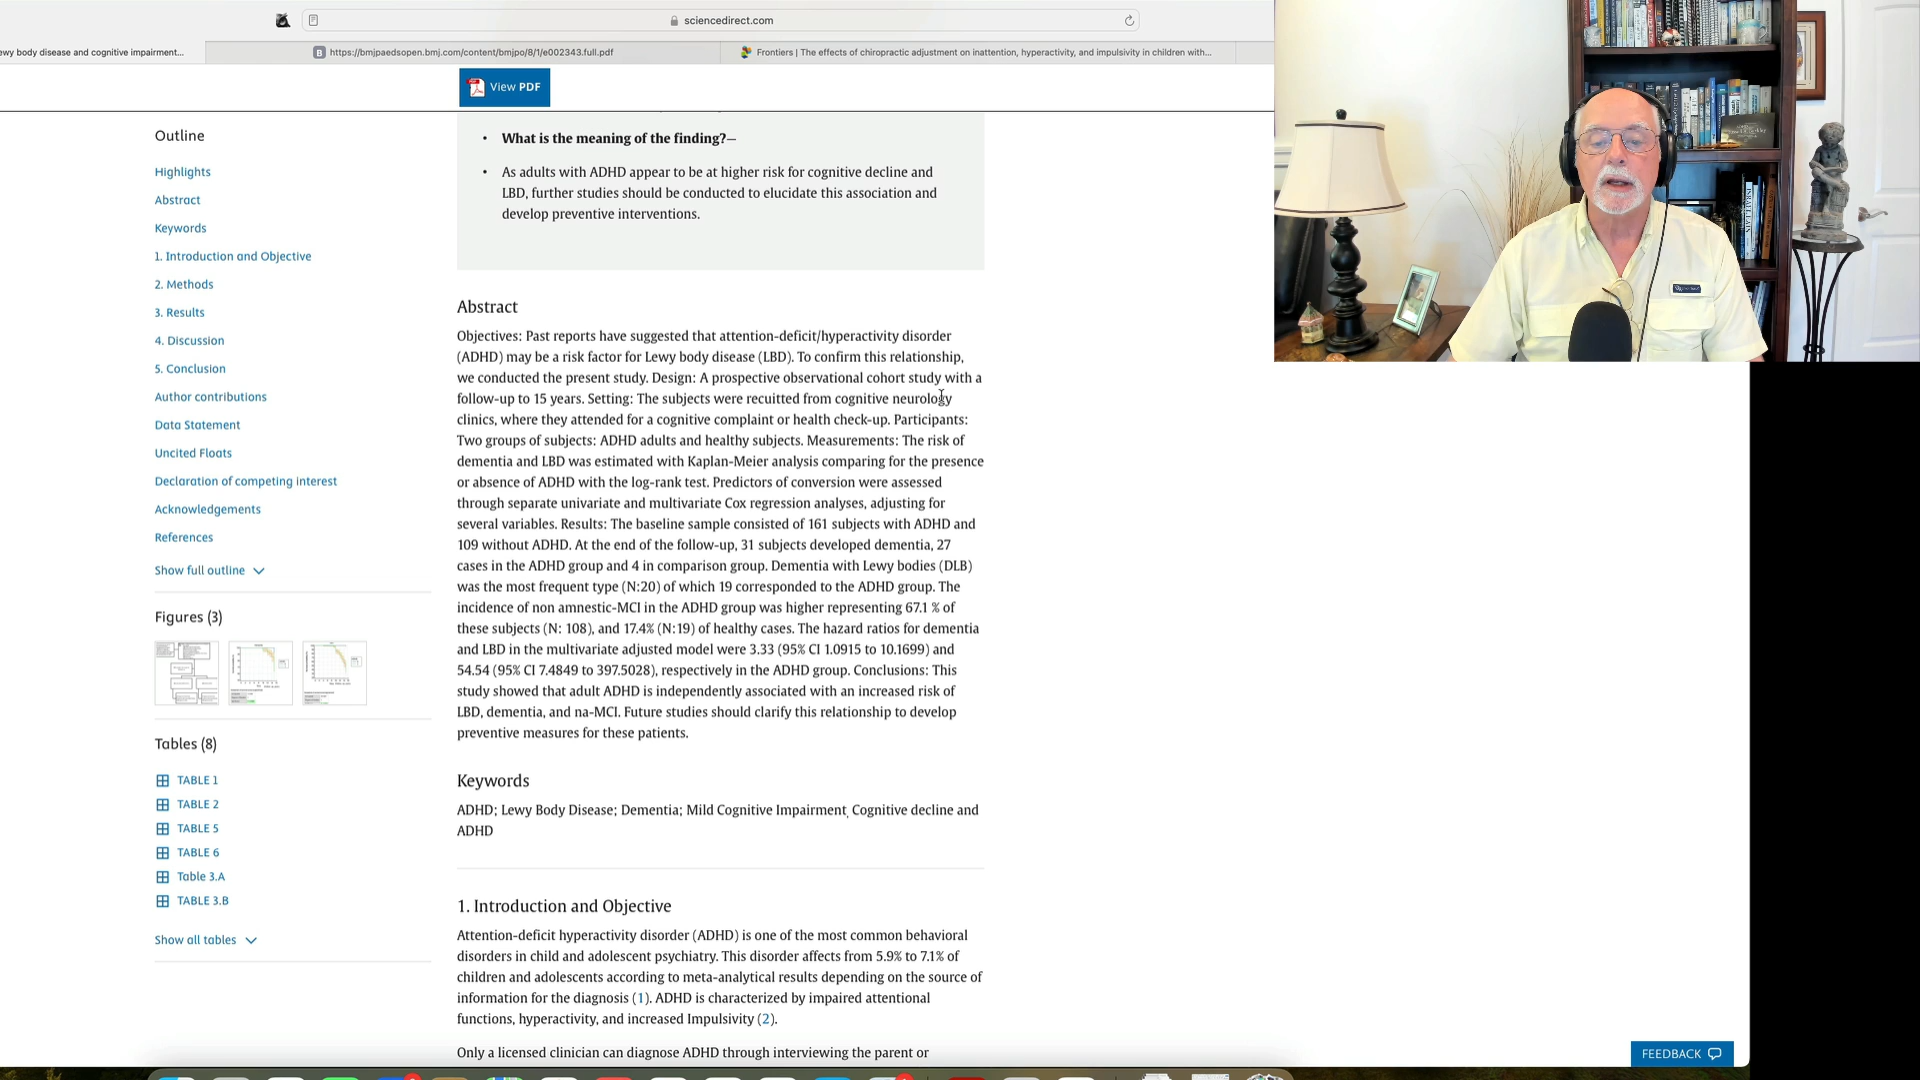 sciencedirect.com
ewy body disease and cognitive impairment...
https://bmjpaedsopen.bmj.com/content/bmjpo/8/1/e002343.full.pdf
Frontiers | The effects of chiropractic adjustment on inattention, hyperactivity, and impulsivity in children with...
View PDF
Outline
Highlights
Abstract
Keywords
1. Introduction and Objective
2. Methods
3. Results
4. Discussion
5. Conclusion
Author contributions
Data Statement
Uncited Floats
Declaration of competing interest
Acknowledgements
References
Show full outline
Figures (3)
Tables (8)
TABLE 1
TABLE 2
TABLE 5
TABLE 6
Table 3.A
TABLE 3.B
Show all tables
• What is the meaning of the finding?—
• As adults with ADHD appear to be at higher risk for cognitive decline and
LBD, further studies should be conducted to elucidate this association and
develop preventive interventions.
Abstract
Objectives: Past reports have suggested that attention-deficit/hyperactivity disorder
(ADHD) may be a risk factor for Lewy body disease (LBD). To confirm this relationship,
we conducted the present study. Design: A prospective observational cohort study with a
follow-up to 15 years. Setting: The subjects were recuitted from cognitive neurology
clinics, where they attended for a cognitive complaint or health check-up. Participants:
Two groups of subjects: ADHD adults and healthy subjects. Measurements: The risk of
dementia and LBD was estimated with Kaplan-Meier analysis comparing for the presence
or absence of ADHD with the log-rank test. Predictors of conversion were assessed
through separate univariate and multivariate Cox regression analyses, adjusting for
several variables. Results: The baseline sample consisted of 161 subjects with ADHD and
109 without ADHD. At the end of the follow-up, 31 subjects developed dementia, 27
cases in the ADHD group and 4 in comparison group. Dementia with Lewy bodies (DLB)
was the most frequent type (N:20) of which 19 corresponded to the ADHD group. The
incidence of non amnestic-MCI in the ADHD group was higher representing 67.1 % of
these subjects (N: 108), and 17.4% (N:19) of healthy cases. The hazard ratios for dementia
and LBD in the multivariate adjusted model were 3.33 (95% CI 1.0915 to 10.1699) and
54.54 (95% CI 7.4849 to 397.5028), respectively in the ADHD group. Conclusions: This
study showed that adult ADHD is independently associated with an increased risk of
LBD, dementia, and na-MCI. Future studies should clarify this relationship to develop
preventive measures for these patients.
Keywords
ADHD; Lewy Body Disease; Dementia; Mild Cognitive Impairment, Cognitive decline and
ADHD
1. Introduction and Objective
Attention-deficit hyperactivity disorder (ADHD) is one of the most common behavioral
disorders in child and adolescent psychiatry. This disorder affects from 5.9% to 7.1% of
children and adolescents according to meta-analytical results depending on the source of
information for the diagnosis (1). ADHD is characterized by impaired attentional
functions, hyperactivity, and increased Impulsivity (2).
Only a licensed clinician can diagnose ADHD through interviewing the parent or
FEEDBACK